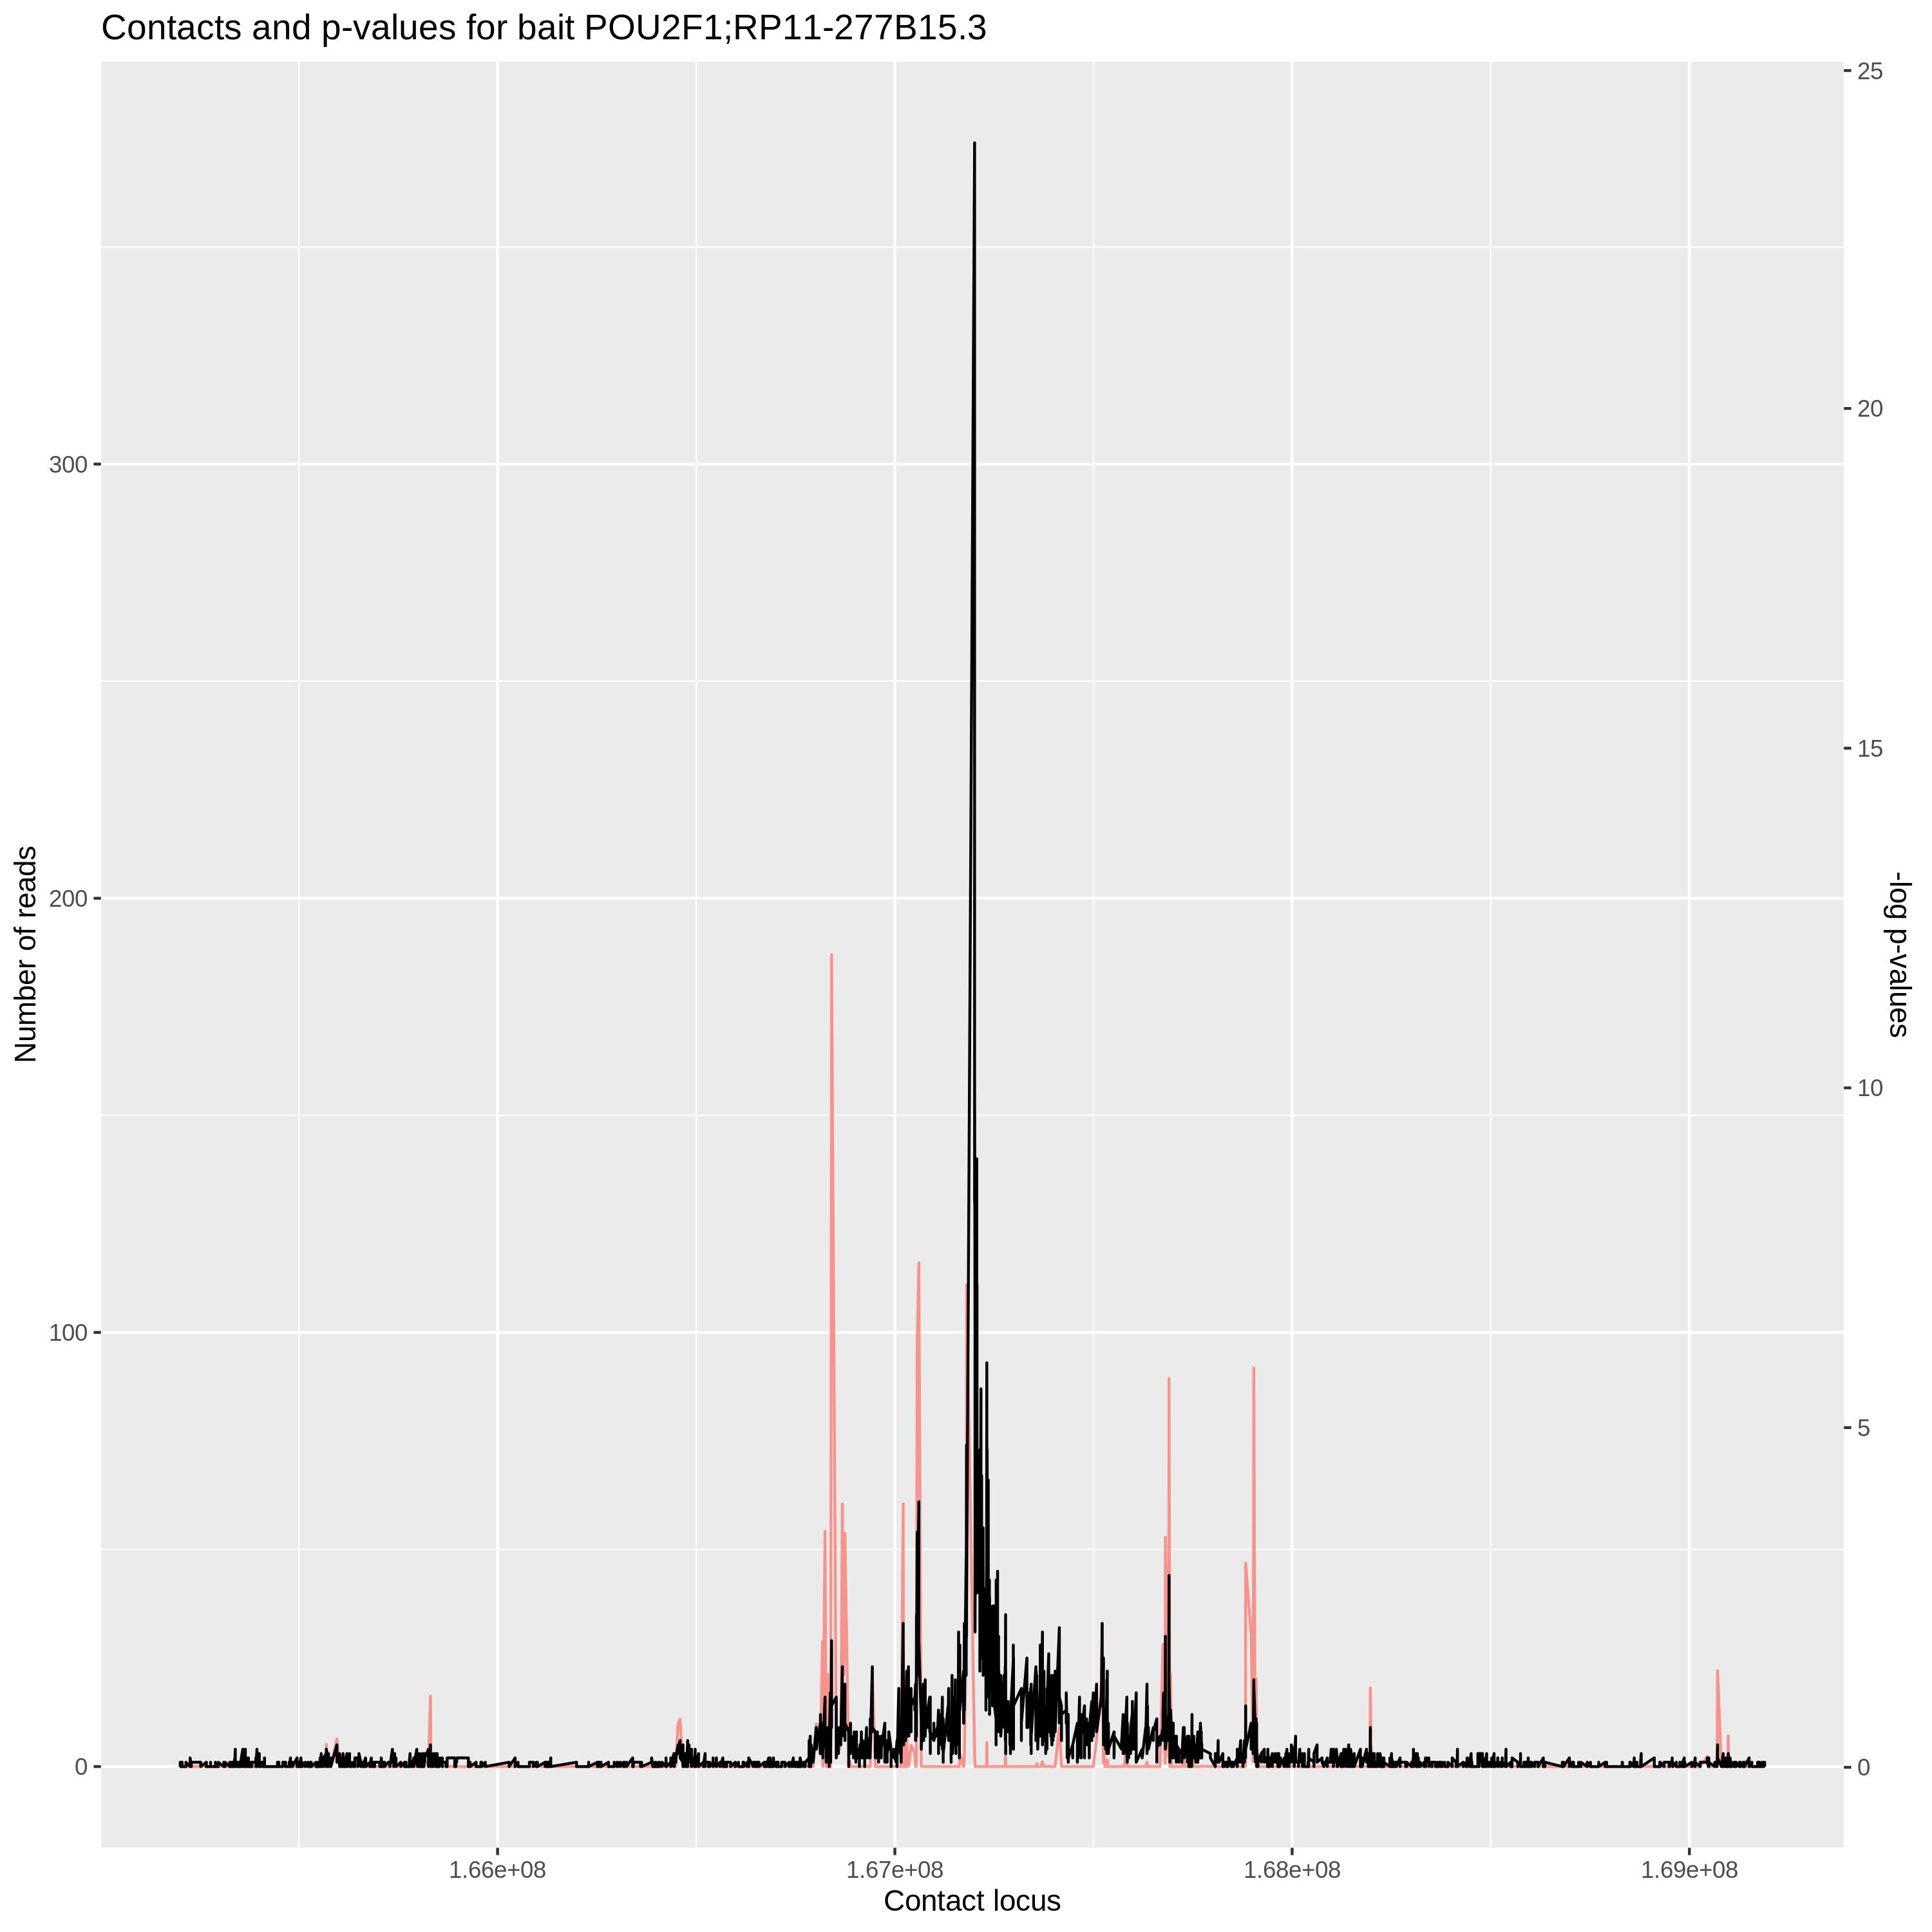 Contacts and p-values for bait POU2F1;RP11-277B15.3
25
20
300
15
200
Number of reads
-log p-values
10
100
5
0
0
1.66e+08
1.67e+08
1.68e+08
1.69e+08
Contact locus